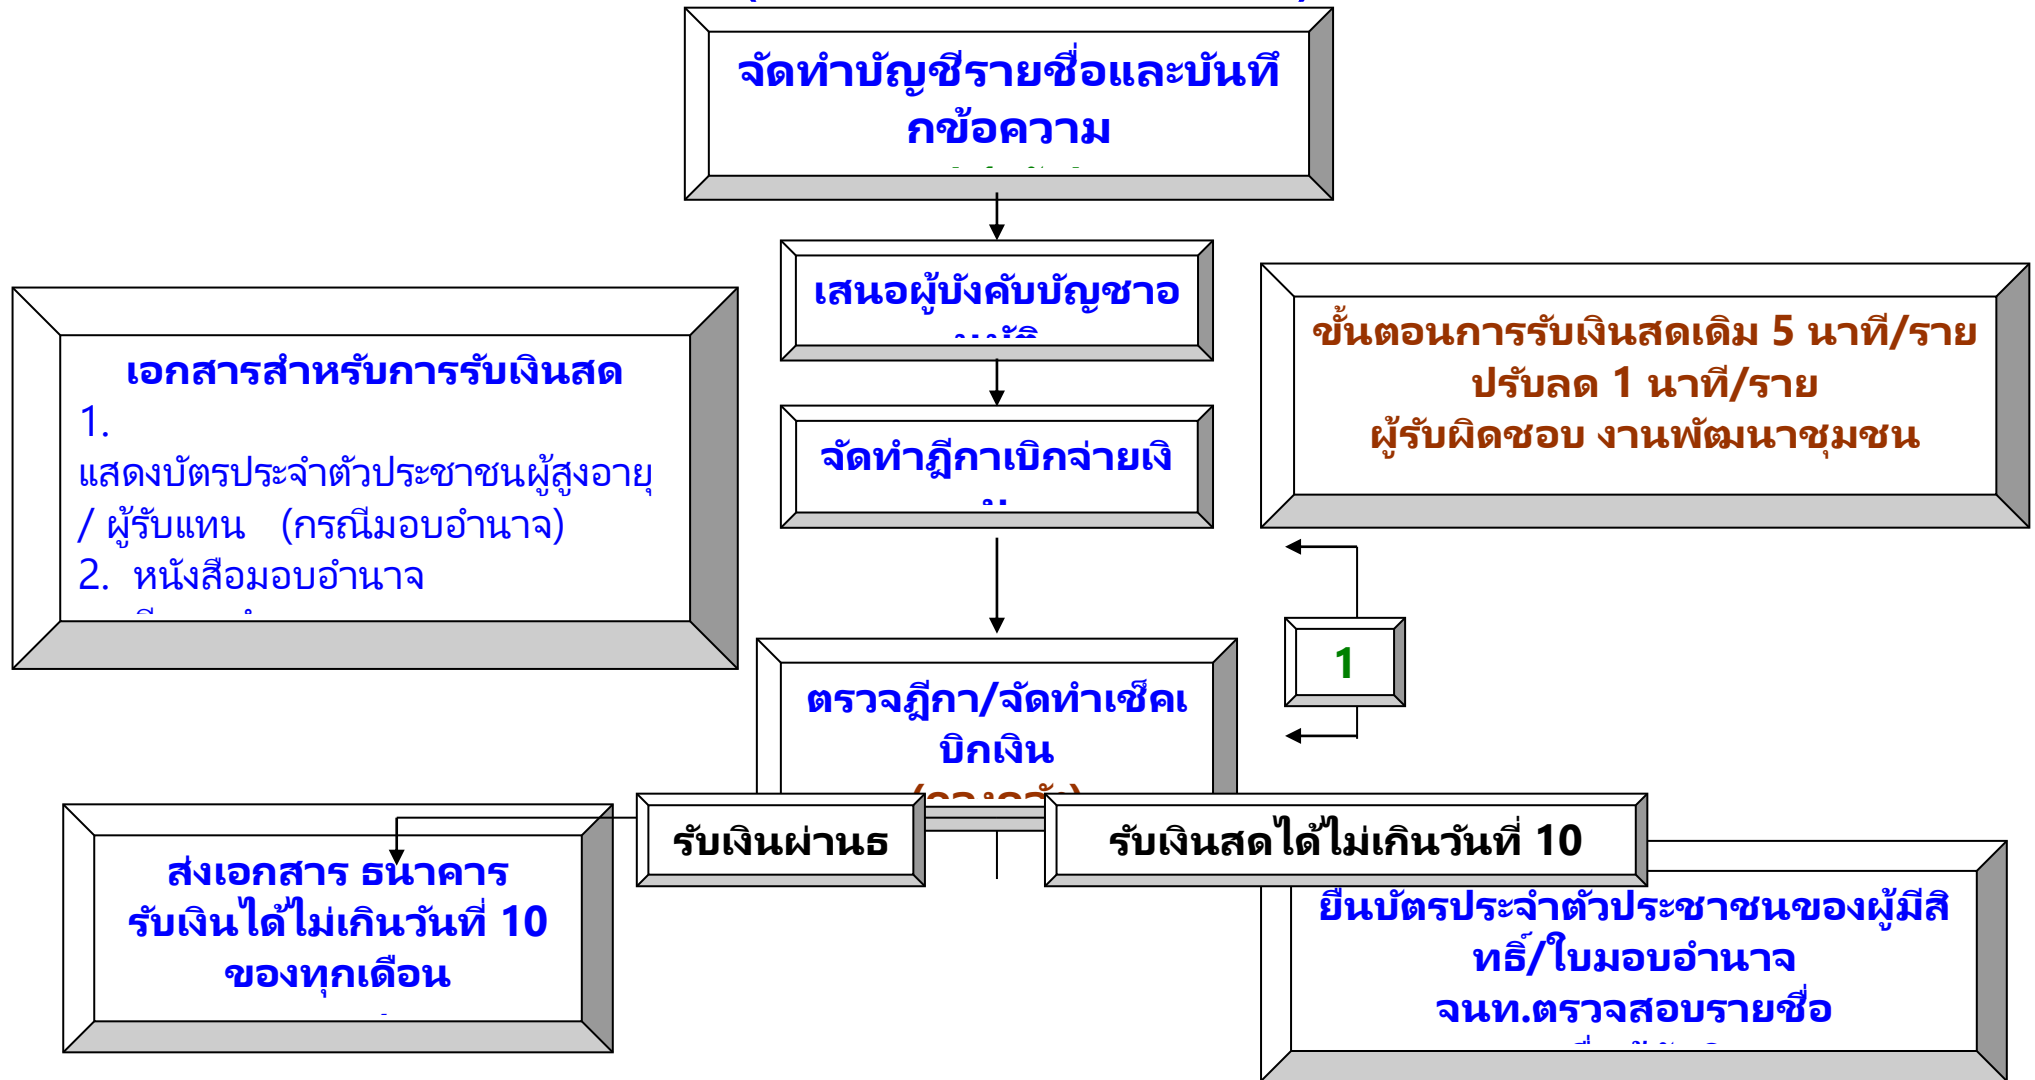 จัดทำบัญชีรายชื่อและบันทึ
กข้อความ
เสนอผู้บังคับบัญชาอ
ขั้นตอนการรับเงินสดเดิม 5 นาที/ราย
ปรับลด 1 นาที/ราย
ผู้รับผิดชอบ งานพัฒนาชุมชน
เอกสารสำหรับการรับเงินสด
1.
แสดงบัตรประจำตัวประชาชนผู้สูงอายุ
/ ผู้รับแทน (กรณีมอบอำนาจ)
2. หนังสือมอบอำนาจ
จัดทำฎีกาเบิกจ่ายเงิ
1
ตรวจฎีกา/จัดทำเช็คเ
บิกเงิน
รับเงินผ่านธ
รับเงินสดได้ไม่เกินวันที่ 10
ส่งเอกสาร ธนาคาร
รับเงินได้ไม่เกินวันที่ 10
ของทุกเดือน
ยื่นบัตรประจำตัวประชาชนของผู้มีสิ
ทธิ์/ใบมอบอำนาจ
จนท.ตรวจสอบรายชื่อ